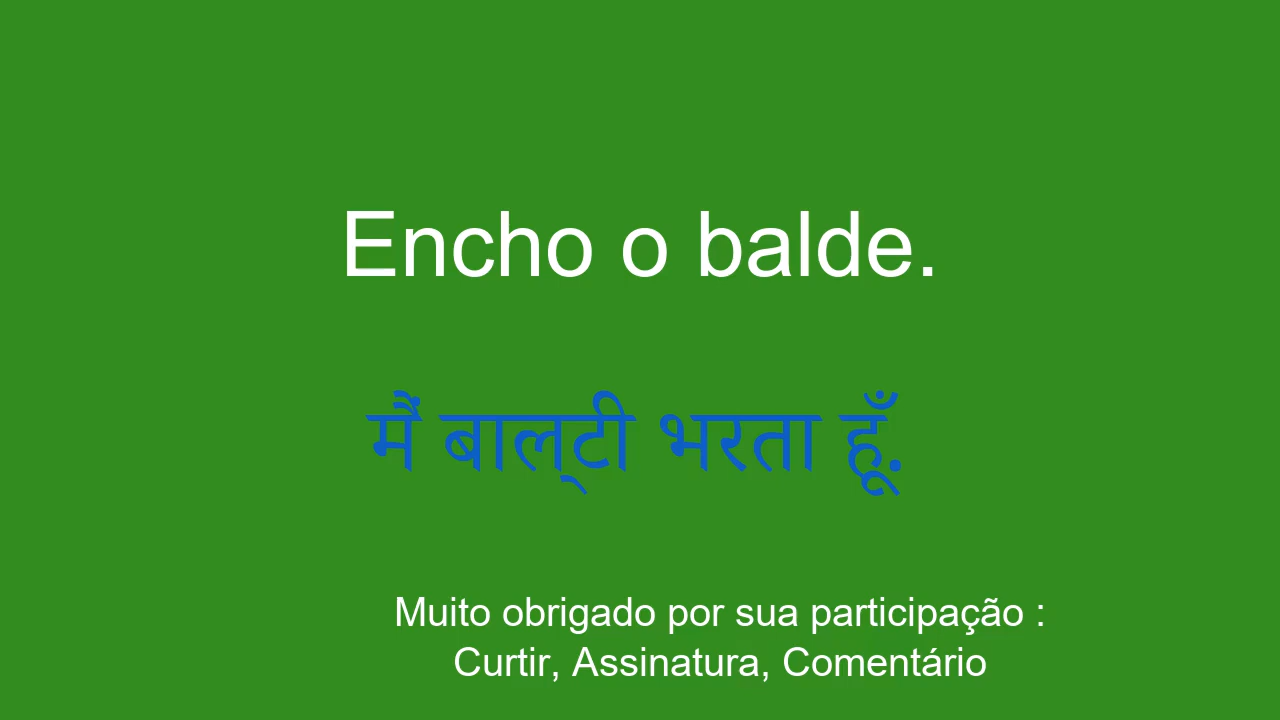 Encho o balde.
मैं बाल्टी भरता हूँ.
Muito obrigado por sua participação :
Curtir, Assinatura, Comentário